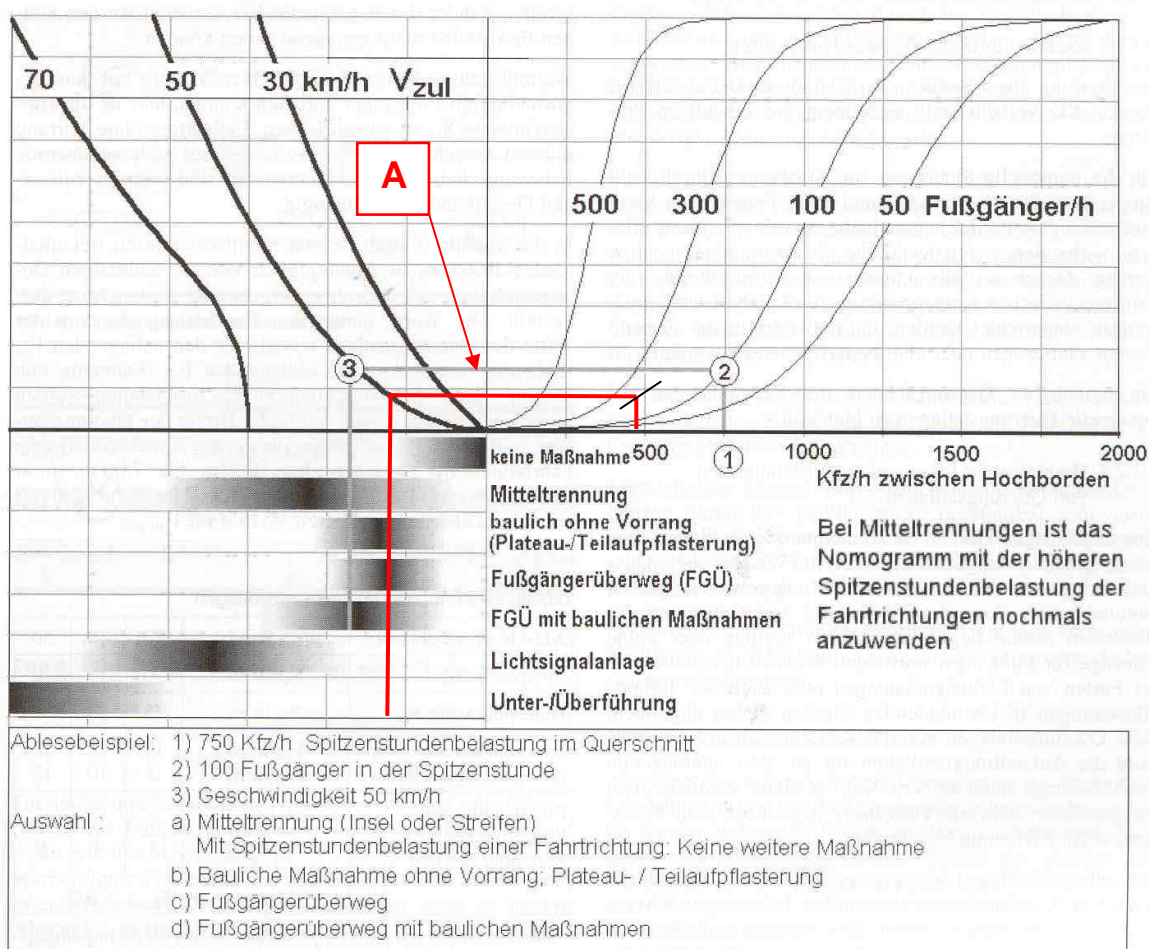 70
50
30 km/h Vzul
A
500
300
100
50 Fußgänger/h
3
2
1
500
1000
1500
2000
Kfz/h zwischen Hochborden
keine Maßnahme
Mitteltrennung
baulich ohne Vorrang
(Plateau-/Teilaufpflasterung)
Fußgängerüberweg (FGÜ)
FGÜ mit baulichen Maßnahmen
Lichtsignalanlage
Unter-/Überführung
Bei Mitteltrennungen ist das
Nomogramm mit der höheren
Spitzenstundenbelastung der
Fahrtrichtungen nochmals
anzuwenden
Ablesebeispiel: 1) 750 Kfz/h Spitzenstundenbelastung im Querschnitt
2) 100 Fußgänger in der Spitzenstunde
3) Geschwindigkeit 50 km/h
Auswahl : a) Mitteltrennung (Insel oder Streifen)
Mit Spitzenstundenbelastung einer Fahrtrichtung: Keine weitere Maßnahme
b) Bauliche Maßnahme ohne Vorrang; Plateau- / Teilaufpflasterung
c) Fußgängerüberweg
d) Fußgängerüberweg mit baulichen Maßnahmen